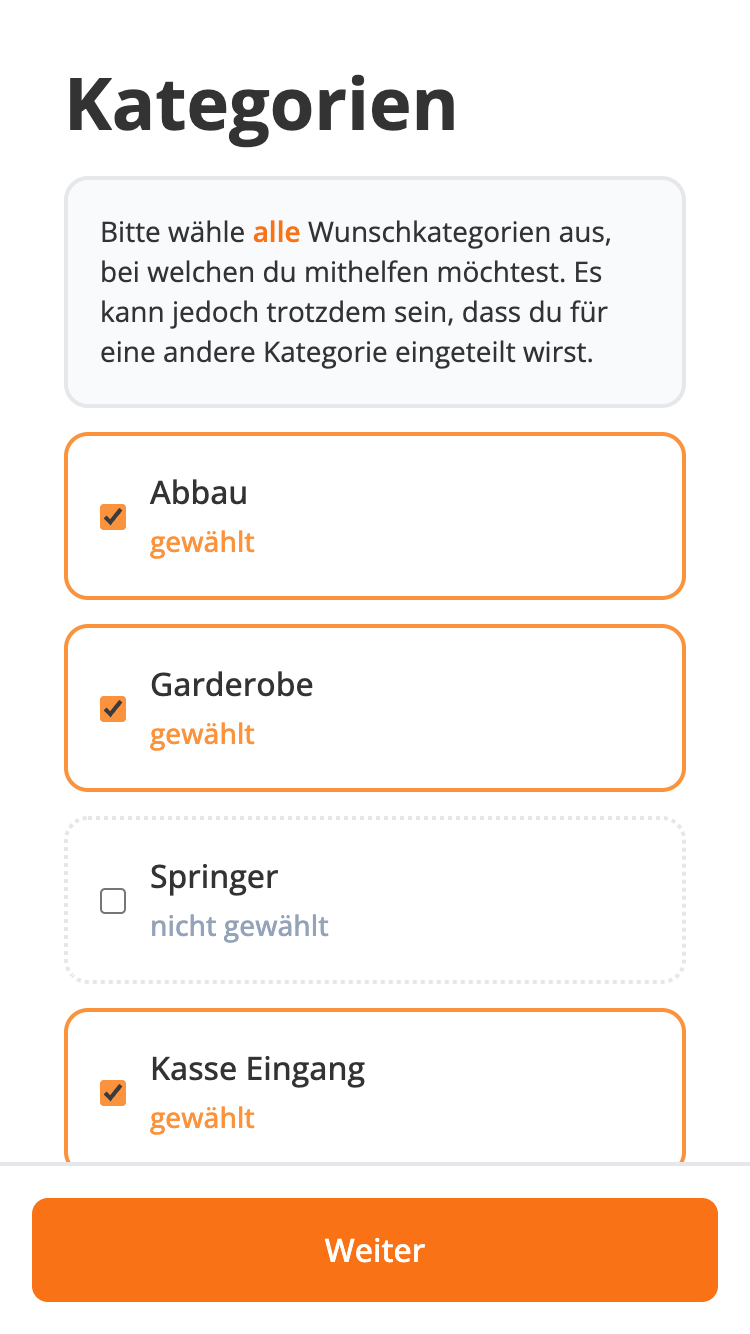 Kategorien
Bitte wähle alle Wunschkategorien aus,
bei welchen du mithelfen möchtest. Es
kann jedoch trotzdem sein, dass du für
eine andere Kategorie eingeteilt wirst.
Abbau
gewählt
Garderobe
gewählt
Springer
nicht gewählt
Kasse Eingang
gewählt
Weiter